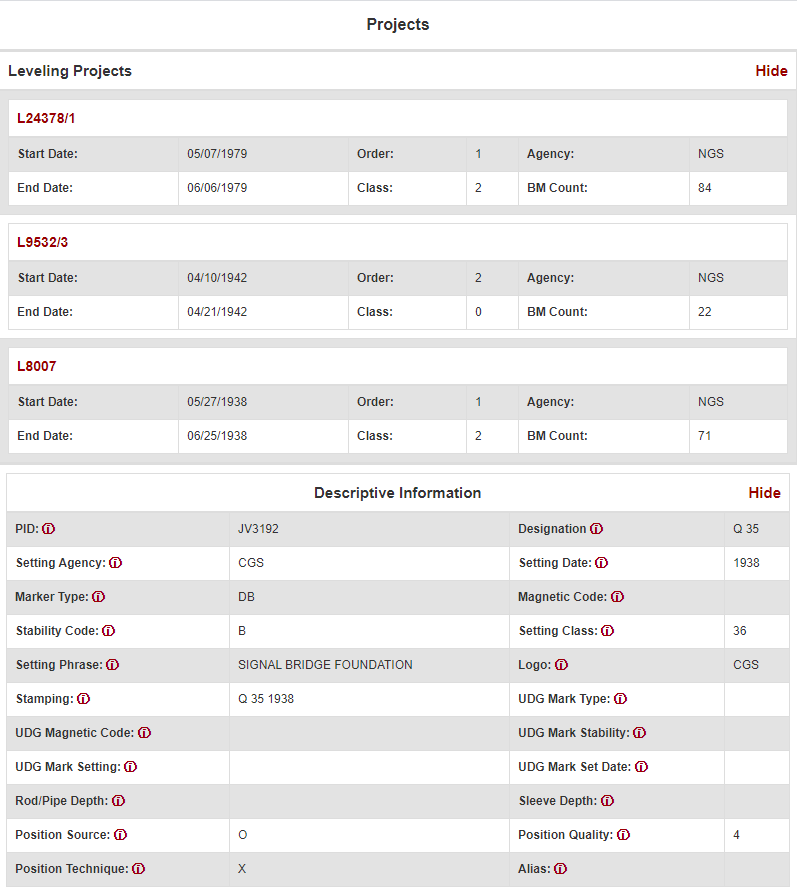 Projects
Leveling Projects Hide
L24378/1
Start Date: 05/07/1979 Order: 1 Agency: NGS
End Date: 06/06/1979 Class: 2 BM Count: 84
L9532/3
Start Date: 04/10/1942 Order: 2 Agency: NGS
End Date: 04/21/1942 Class: 0 BM Count: 22
L8007
Start Date: 05/27/1938 Order: 1 Agency: NGS
End Date: 06/25/1938 Class: 2 BM Count: 71
Descriptive Information Hide
PID: JV3192 Designation Q 35
Setting Agency: CGS Setting Date: 1938
Marker Type: DB Magnetic Code:
Stability Code: B Setting Class: 36
Setting Phrase: SIGNAL BRIDGE FOUNDATION Logo: CGS
Stamping: Q 35 1938 UDG Mark Type:
UDG Magnetic Code: UDG Mark Stability:
UDG Mark Setting: UDG Mark Set Date:
Rod/Pipe Depth: Sleeve Depth:
Position Source: O Position Quality: 4
Position Technique: X Alias: